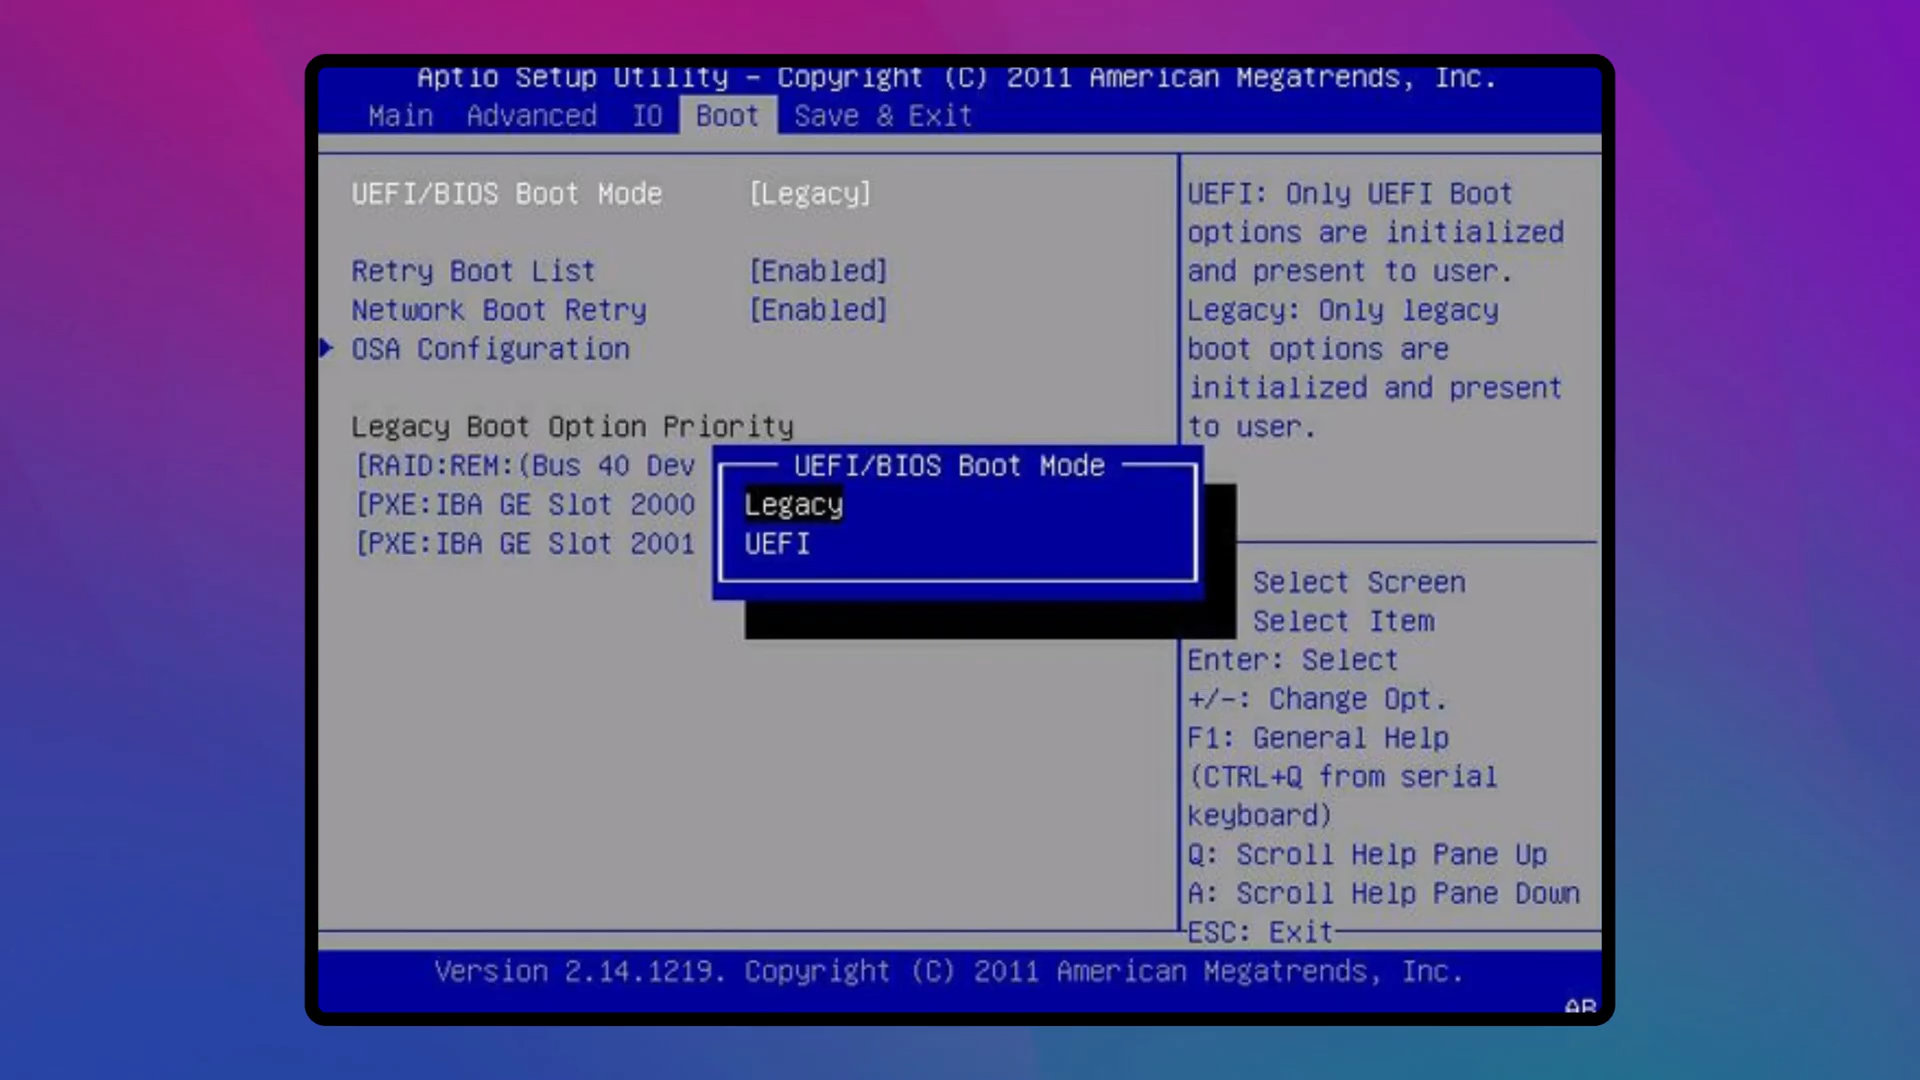 Aptio Setup Utility – Copyright (C) 2011 American Megatrends, Inc.
Main Advanced IO Boot Save & Exit
UEFI/BIOS Boot Mode [Legacy]
Retry Boot List [Enabled]
Network Boot Retry [Enabled]
OSA Configuration
Legacy Boot Option Priority
[RAID:REM:(Bus 40 Dev
[PXE:IBA GE Slot 2000
[PXE:IBA GE Slot 2001
UEFI/BIOS Boot Mode
Legacy
UEFI
UEFI: Only UEFI Boot
options are initialized
and present to user.
Legacy: Only legacy
boot options are
initialized and present
to user.
Select Screen
Select Item
Enter: Select
+/-: Change Opt.
F1: General Help
(CTRL+Q from serial
keyboard)
Q: Scroll Help Pane Up
A: Scroll Help Pane Down
ESC: Exit
Version 2.14.1219. Copyright (C) 2011 American Megatrends, Inc.
AB